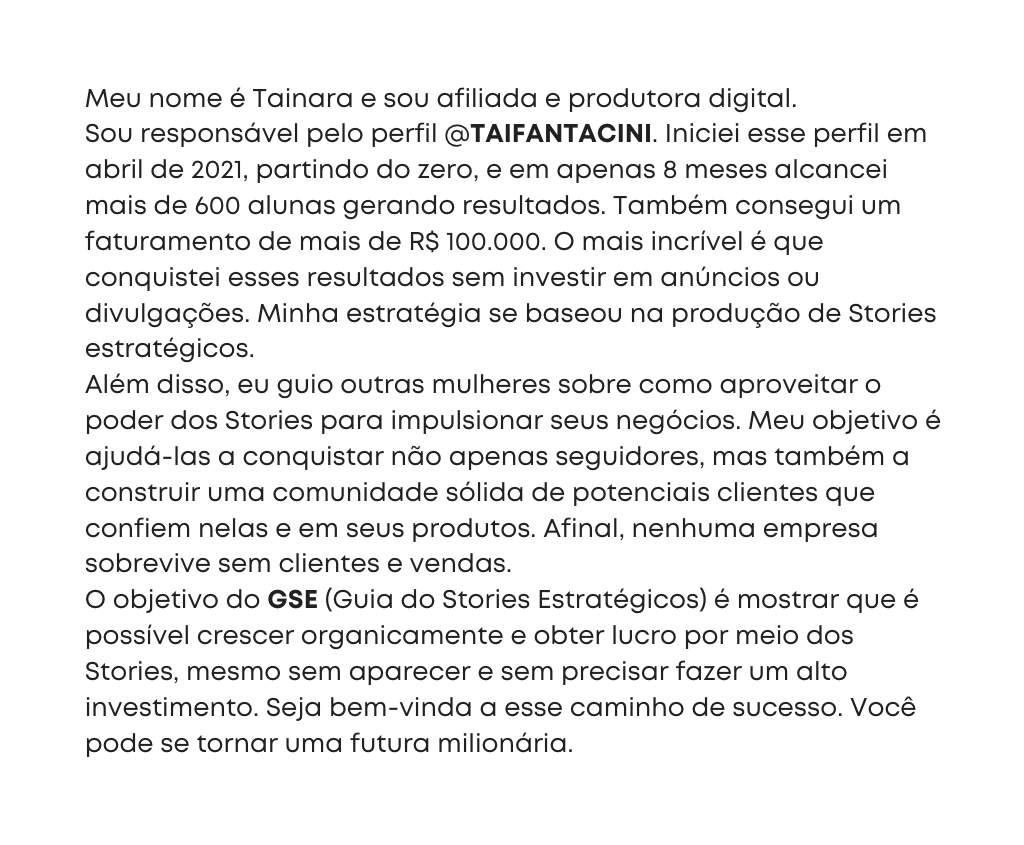 Meu nome é Tainara e sou afiliada e produtora digital.
Sou responsável pelo perfil @TAIFANTACINI. Iniciei esse perfil em
abril de 2021, partindo do zero, e em apenas 8 meses alcancei
mais de 600 alunas gerando resultados. Também consegui um
faturamento de mais de R$ 100.000. O mais incrível é que
conquistei esses resultados sem investir em anúncios ou
divulgações. Minha estratégia se baseou na produção de Stories
estratégicos.
Além disso, eu guio outras mulheres sobre como aproveitar o
poder dos Stories para impulsionar seus negócios. Meu objetivo é
ajudá-las a conquistar não apenas seguidores, mas também a
construir uma comunidade sólida de potenciais clientes que
confiem nelas e em seus produtos. Afinal, nenhuma empresa
sobrevive sem clientes e vendas.
O objetivo do GSE (Guia do Stories Estratégicos) é mostrar que é
possível crescer organicamente e obter lucro por meio dos
Stories, mesmo sem aparecer e sem precisar fazer um alto
investimento. Seja bem-vinda a esse caminho de sucesso. Você
pode se tornar uma futura milionária.